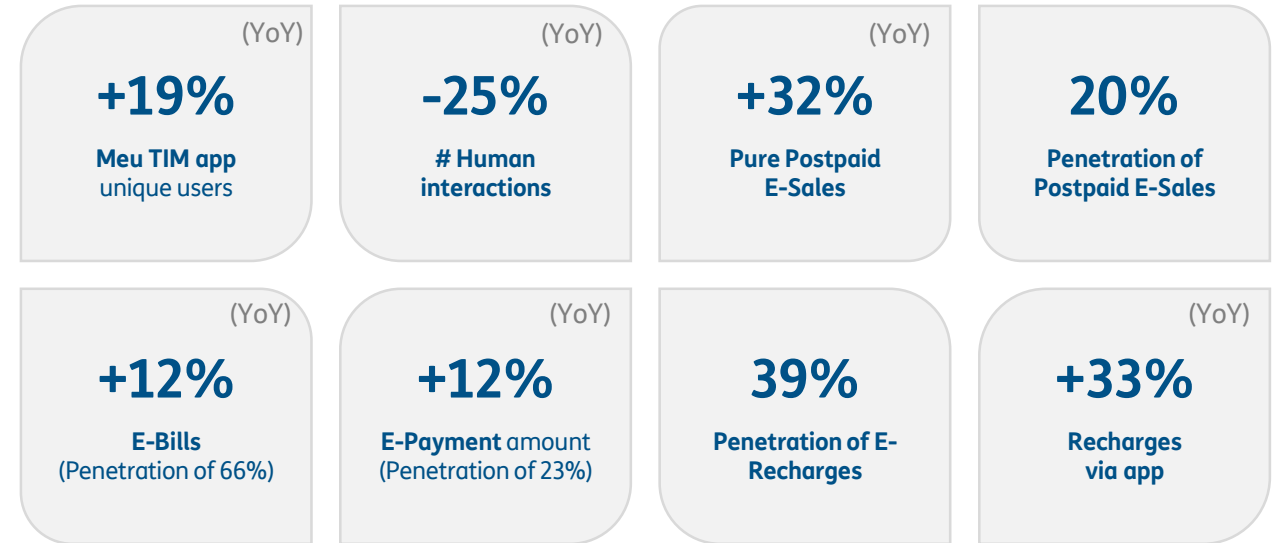 (YoY)
+19%
Meu TIM app
unique users
(YoY)
-25%
# Human
interactions
(YoY)
+32%
Pure Postpaid
E-Sales
20%
Penetration of
Postpaid E-Sales
(YoY)
+12%
E-Bills
(Penetration of 66%)
(YoY)
+12%
E-Payment amount
(Penetration of 23%)
39%
Penetration of E-
Recharges
(YoY)
+33%
Recharges
via app